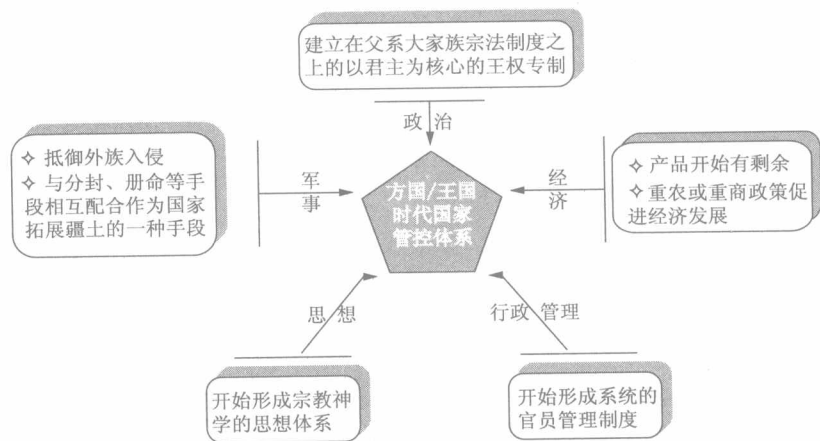 建立在父系大家族宗法制度之
上的以君主为核心的王权专制
政 治
✧ 抵御外族入侵
✧ 与分封、册命等手
段相互配合作为国家
拓展疆土的一种手段
军
事
方国/王国
时代国家
管控体系
经
济
✧ 产品开始有剩余
✧ 重农或重商政策促
进经济发展
思 想
行政 管理
开始形成宗教神
学的思想体系
开始形成系统的
官员管理制度